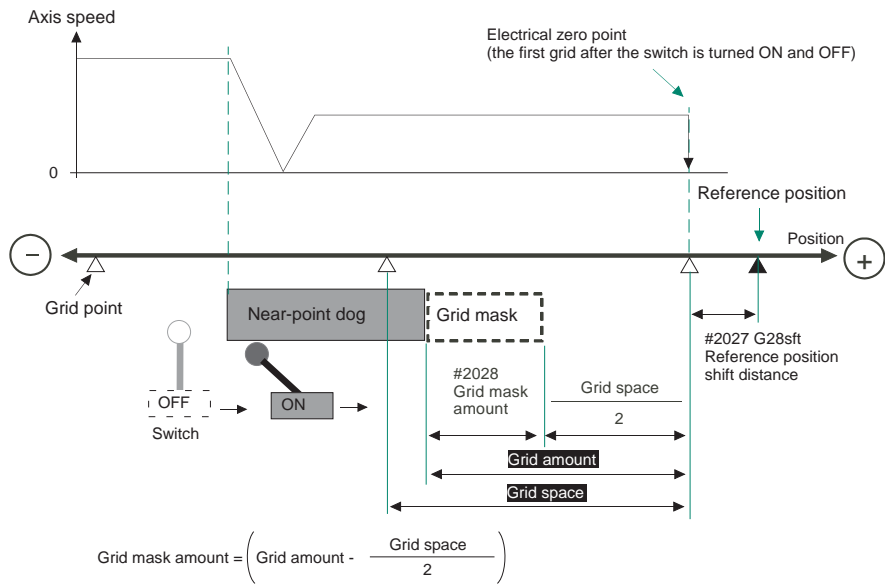 Axis speed
Electrical zero point
(the first grid after the switch is turned ON and OFF)
0
Reference position
Position
−
+
Grid point
Near-point dog
Grid mask
#2027 G28sft
Reference position
shift distance
#2028
Grid mask
amount
Grid space
2
OFF
ON
Switch
Grid amount
Grid space
Grid mask amount = ( Grid amount - Grid space
2 )